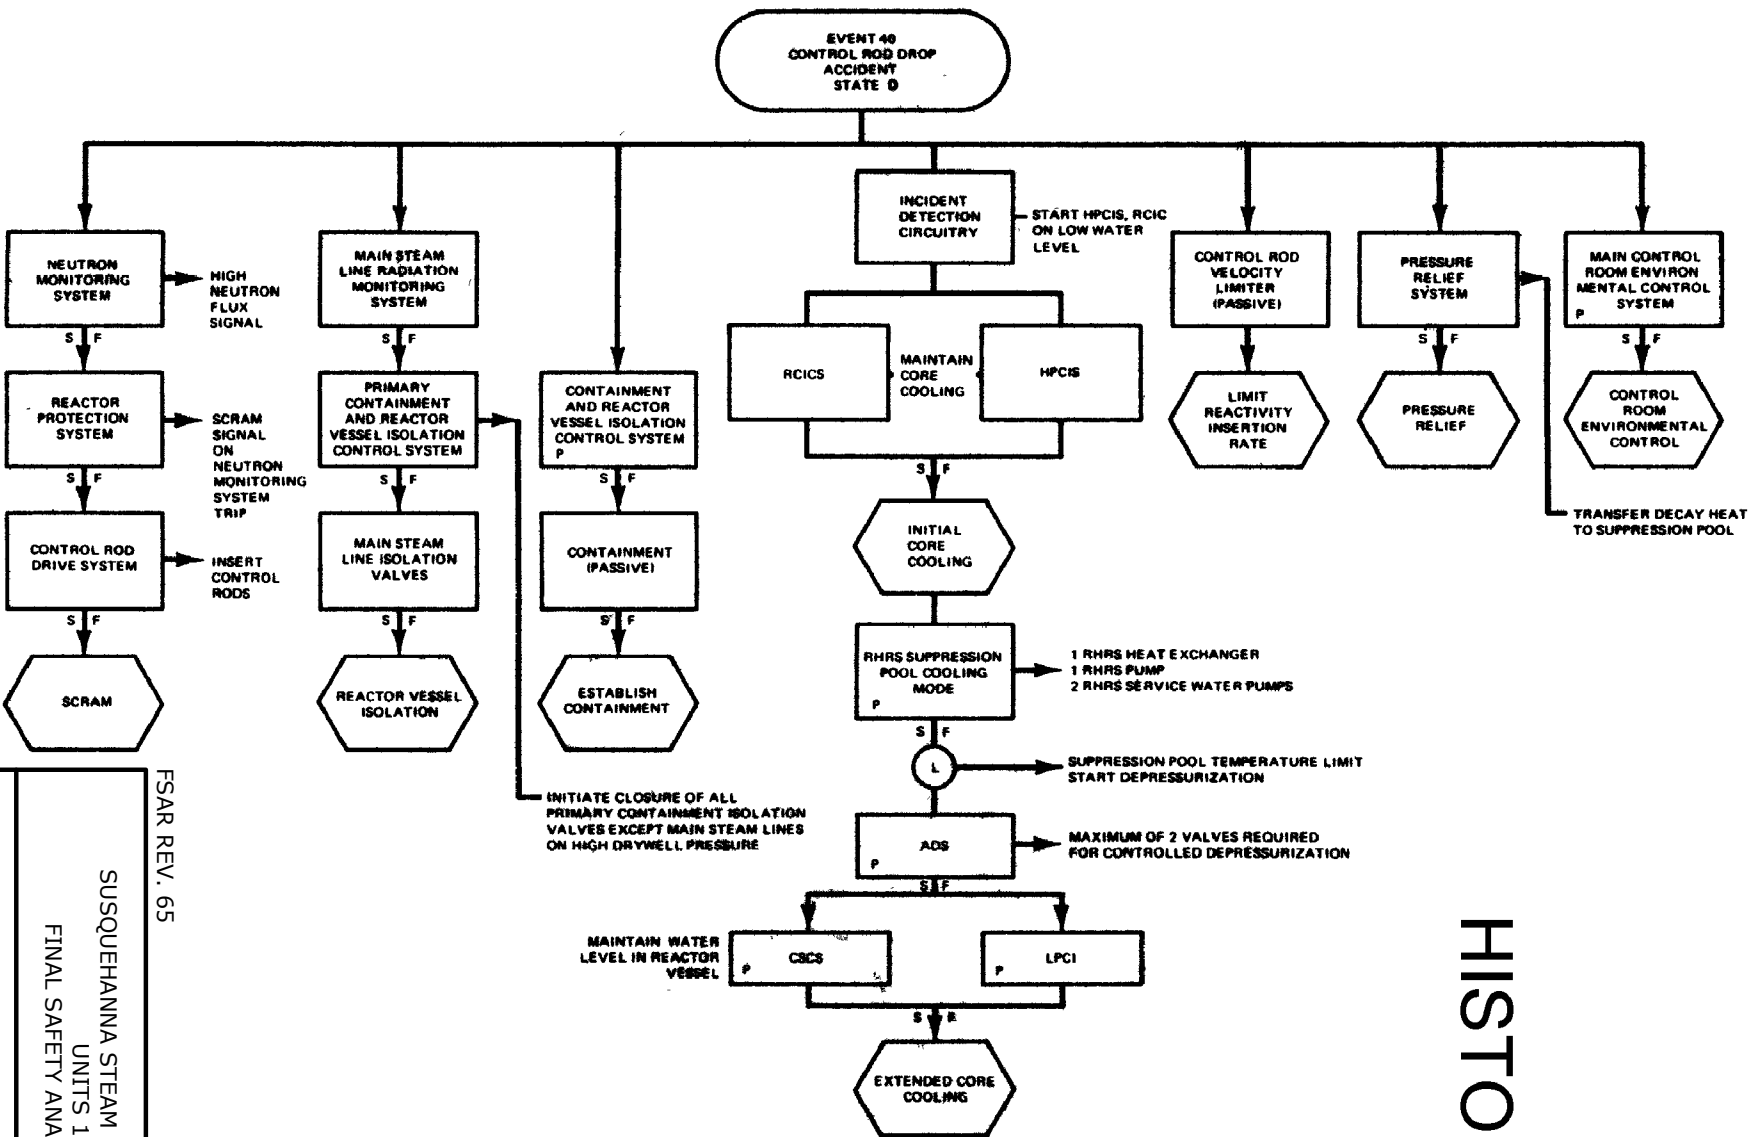 EVENT 40
CONTROL ROD DROP
ACCIDENT
STATE D
NEUTRON
MONITORING
SYSTEM
HIGH
NEUTRON
FLUX
SIGNAL
S F
REACTOR
PROTECTION
SYSTEM
SCRAM
SIGNAL
ON
NEUTRON
MONITORING
SYSTEM
TRIP
S F
CONTROL ROD
DRIVE SYSTEM
INSERT
CONTROL
RODS
S F
SCRAM
MAIN STEAM
LINE RADIATION
MONITORING
SYSTEM
S F
PRIMARY
CONTAINMENT
AND REACTOR
VESSEL ISOLATION
CONTROL SYSTEM
S F
MAIN STEAM
LINE ISOLATION
VALVES
S F
REACTOR VESSEL
ISOLATION
INITIATE CLOSURE OF ALL
PRIMARY CONTAINMENT ISOLATION
VALVES EXCEPT MAIN STEAM LINES
ON HIGH DRYWELL PRESSURE
CONTAINMENT
AND REACTOR
VESSEL ISOLATION
CONTROL SYSTEM
P
S F
CONTAINMENT
(PASSIVE)
S F
ESTABLISH
CONTAINMENT
INCIDENT
DETECTION
CIRCUITRY
START HPCIS, RCIC
ON LOW WATER
LEVEL
RCICS
MAINTAIN
CORE
COOLING
HPCIS
S F
INITIAL
CORE
COOLING
RHRS SUPPRESSION
POOL COOLING
MODE
P
1 RHRS HEAT EXCHANGER
1 RHRS PUMP
2 RHRS SERVICE WATER PUMPS
S F
L
SUPPRESSION POOL TEMPERATURE LIMIT
START DEPRESSURIZATION
ADS
P
MAXIMUM OF 2 VALVES REQUIRED
FOR CONTROLLED DEPRESSURIZATION
S F
MAINTAIN WATER
LEVEL IN REACTOR
VESSEL
CSCS
P
LPCI
P
S F
EXTENDED CORE
COOLING
CONTROL ROD
VELOCITY
LIMITER
(PASSIVE)
LIMIT
REACTIVITY
INSERTION
RATE
PRESSURE
RELIEF
SYSTEM
S F
PRESSURE
RELIEF
TRANSFER DECAY HEAT
TO SUPPRESSION POOL
MAIN CONTROL
ROOM ENVIRON
MENTAL CONTROL
SYSTEM
P
S F
CONTROL
ROOM
ENVIRONMENTAL
CONTROL
FSAR REV. 65
SUSQUEHANNA STEAM
UNITS 1
FINAL SAFETY ANA
HISTO